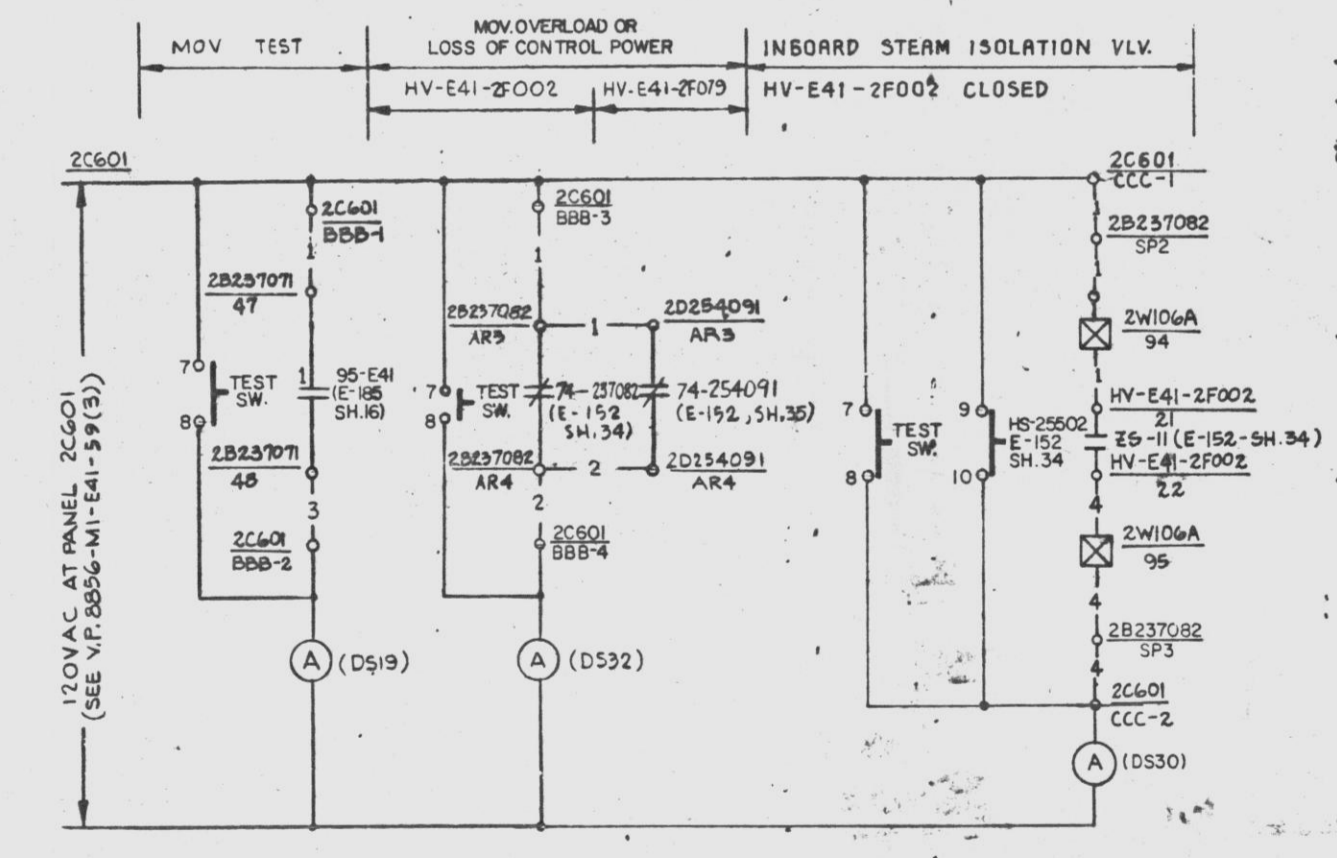 MOV TEST
MOV. OVERLOAD OR
LOSS OF CONTROL POWER
INBOARD STEAM ISOLATION VLV.
HV-E41-2F002
HV-E41-2F079
HV-E41-2F002 CLOSED
2C601
120VAC AT PANEL 2C601
(SEE V.P. 8856-M1-E41-59(3))
7
8
TEST
SW.
2C601
BBB-1
1
2B237071
47
1
95-E41
(E-185
SH.16)
2B237071
48
3
2C601
BBB-2
A
(DS19)
7
8
TEST
SW.
2C601
BBB-3
1
2B237082
AR3
1
2D254091
AR3
74-237082
(E-152
SH.34)
74-254091
(E-152, SH.35)
2B237082
AR4
2
2D254091
AR4
2
2C601
BBB-4
A
(DS32)
7
8
TEST
SW.
9
10
HS-25502
E-152
SH.34
2C601
CCC-1
1
2B237082
SP2
1
2W106A
94
1
HV-E41-2F002
21
ZS-11 (E-152-SH.34)
HV-E41-2F002
22
4
2W106A
95
4
2B237082
SP3
4
2C601
CCC-2
A
(DS30)